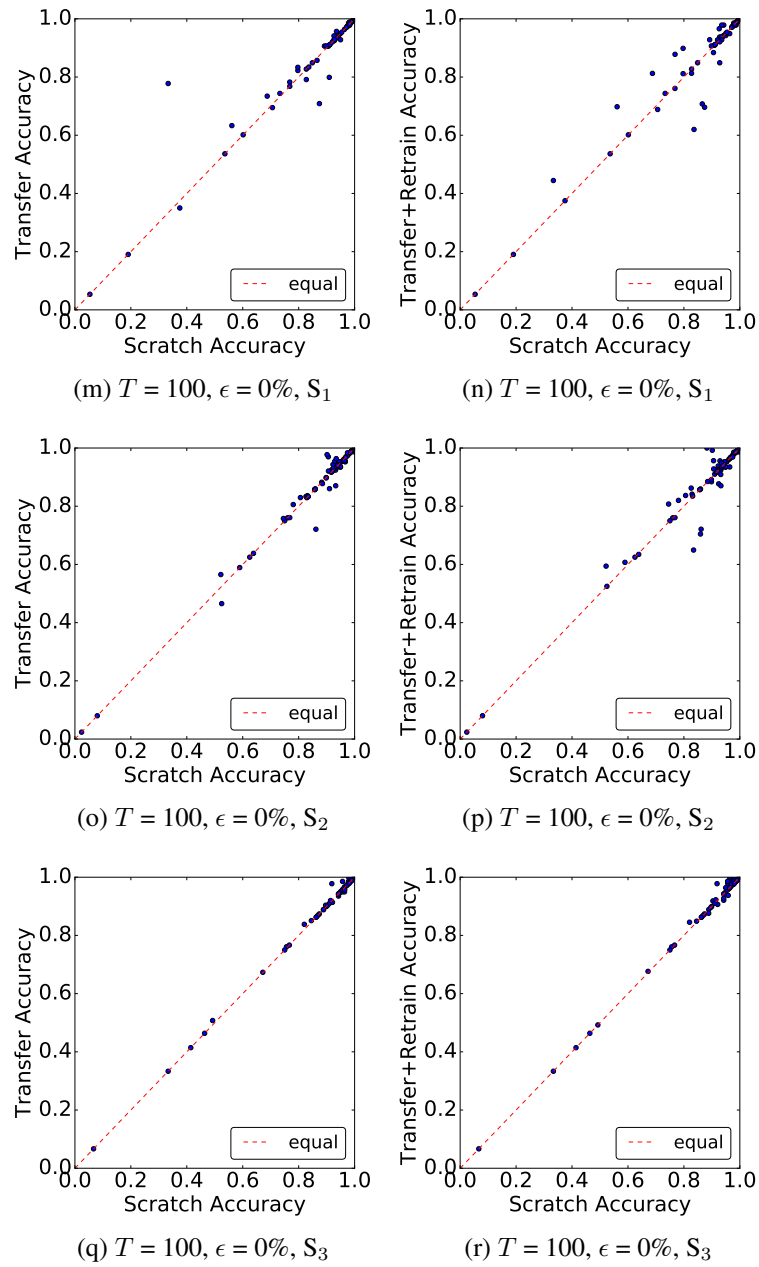 1.0
0.8
0.6
0.4
0.2
0.0
0.0 0.2 0.4 0.6 0.8 1.0
Transfer Accuracy
Scratch Accuracy
equal
(m) T = 100, ϵ = 0%, S₁
1.0
0.8
0.6
0.4
0.2
0.0
0.0 0.2 0.4 0.6 0.8 1.0
Transfer+Retrain Accuracy
Scratch Accuracy
equal
(n) T = 100, ϵ = 0%, S₁
1.0
0.8
0.6
0.4
0.2
0.0
0.0 0.2 0.4 0.6 0.8 1.0
Transfer Accuracy
Scratch Accuracy
equal
(o) T = 100, ϵ = 0%, S₂
1.0
0.8
0.6
0.4
0.2
0.0
0.0 0.2 0.4 0.6 0.8 1.0
Transfer+Retrain Accuracy
Scratch Accuracy
equal
(p) T = 100, ϵ = 0%, S₂
1.0
0.8
0.6
0.4
0.2
0.0
0.0 0.2 0.4 0.6 0.8 1.0
Transfer Accuracy
Scratch Accuracy
equal
(q) T = 100, ϵ = 0%, S₃
1.0
0.8
0.6
0.4
0.2
0.0
0.0 0.2 0.4 0.6 0.8 1.0
Transfer+Retrain Accuracy
Scratch Accuracy
equal
(r) T = 100, ϵ = 0%, S₃